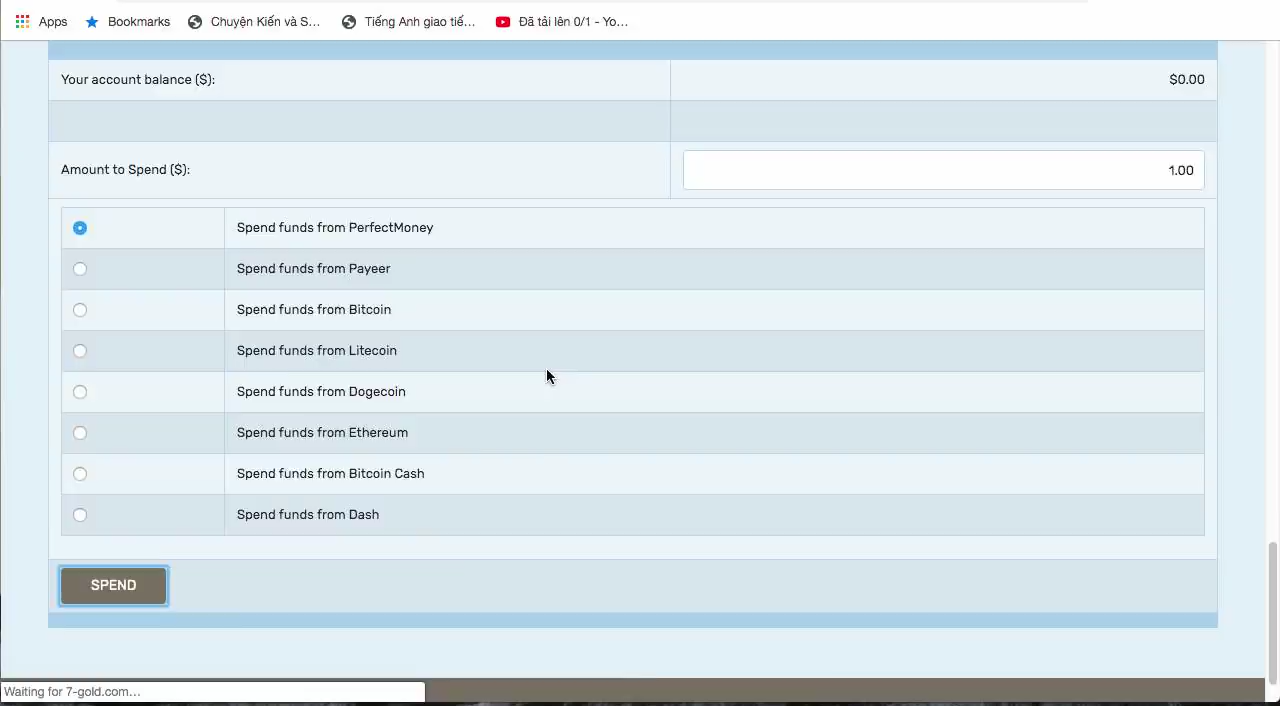 Apps Bookmarks Chuyện Kiến và S... Tiếng Anh giao tiế... Đã tải lên 0/1 - Yo...
Your account balance ($): $0.00
Amount to Spend ($): 1.00
Spend funds from PerfectMoney
Spend funds from Payeer
Spend funds from Bitcoin
Spend funds from Litecoin
Spend funds from Dogecoin
Spend funds from Ethereum
Spend funds from Bitcoin Cash
Spend funds from Dash
SPEND
Waiting for 7-gold.com...